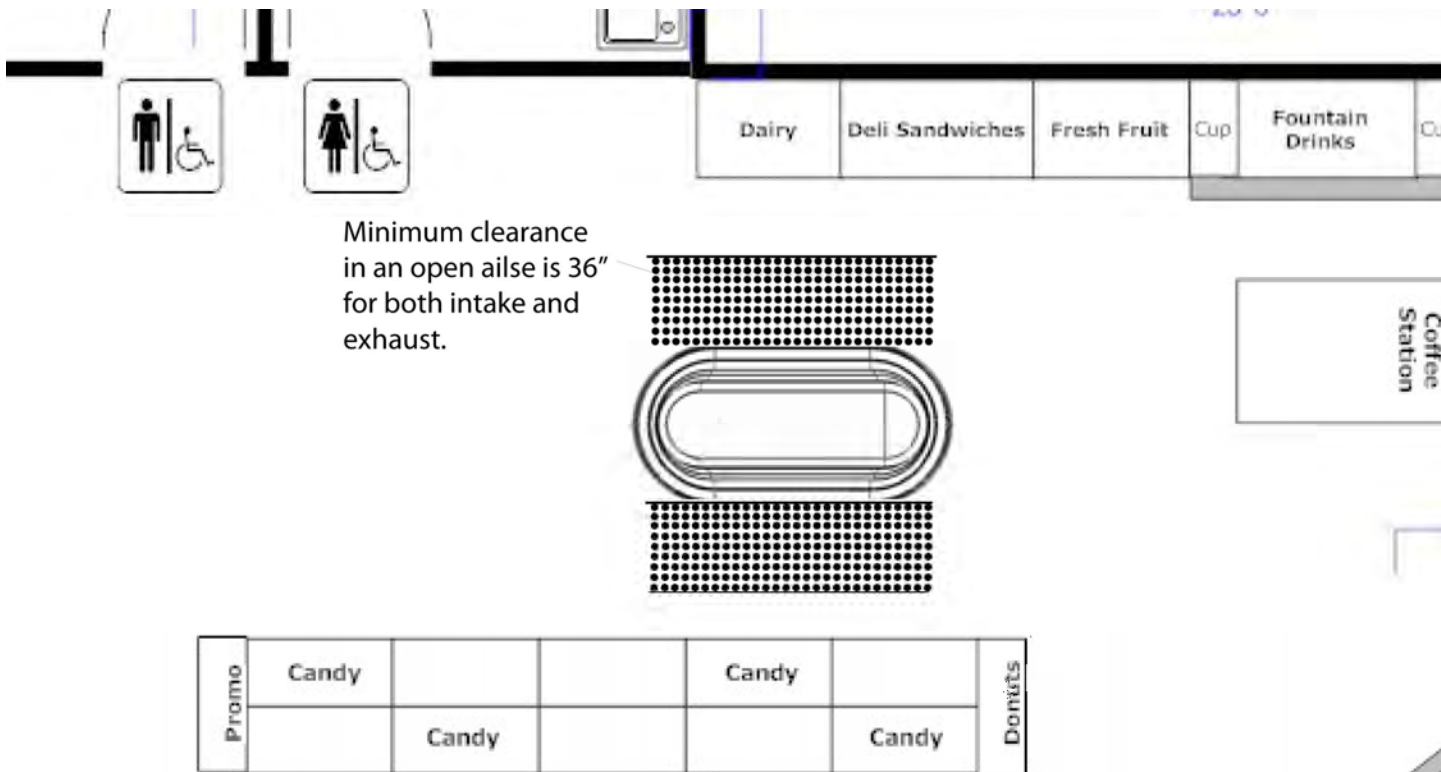 Dairy
Deli Sandwiches
Fresh Fruit
Cup
Fountain
Drinks
Minimum clearance
in an open ailse is 36”
for both intake and
exhaust.
Coffee
Station
Promo
Candy
Candy
Donuts
Candy
Candy